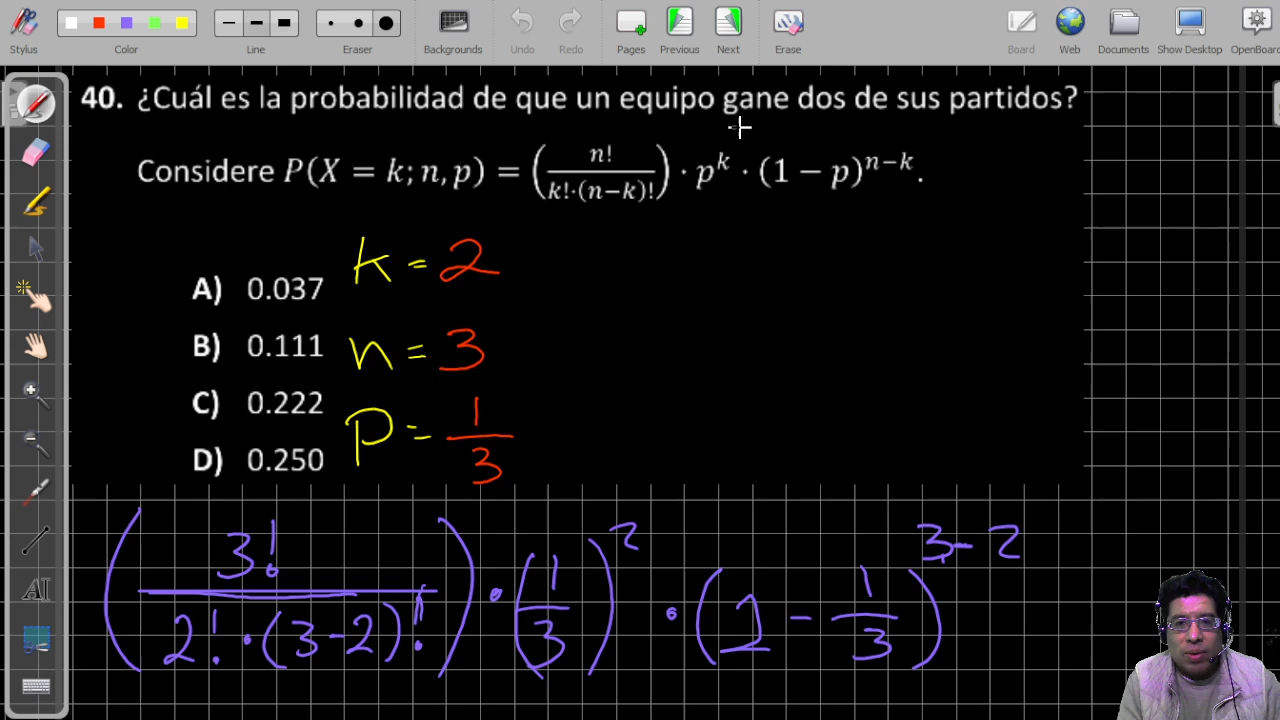 Stylus Color Line Eraser Backgrounds Undo Redo Pages Previous Next Erase Board Web Documents Show Desktop OpenBoard
40. ¿Cuál es la probabilidad de que un equipo gane dos de sus partidos?
Considere P(X = k; n, p) = (n!/(k!·(n−k)!)) · p^k · (1 − p)^(n−k).
k = 2
A) 0.037
B) 0.111
n = 3
C) 0.222
P = 1/3
D) 0.250
(3!/(2!·(3-2)!)) · (1/3)^2 · (2 - 1/3)^(3-2)
AI